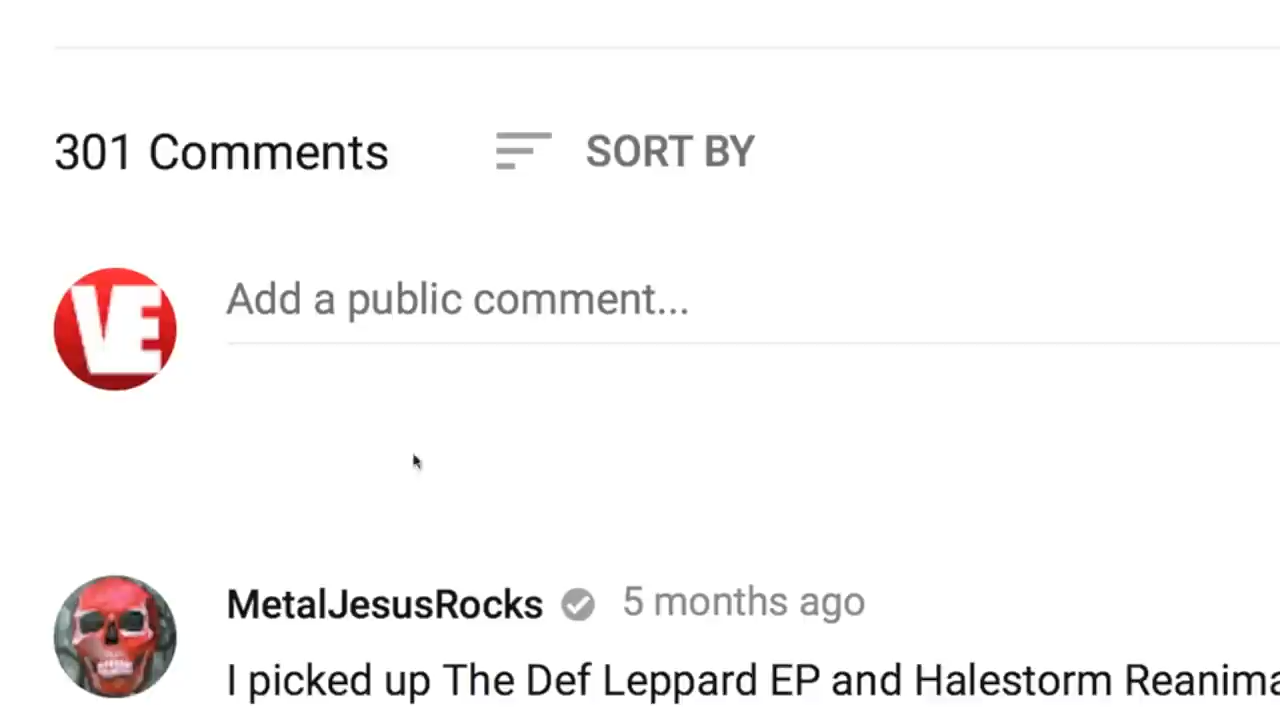 301 Comments
SORT BY
VE
Add a public comment...
MetalJesusRocks
5 months ago
I picked up The Def Leppard EP and Halestorm Reanima